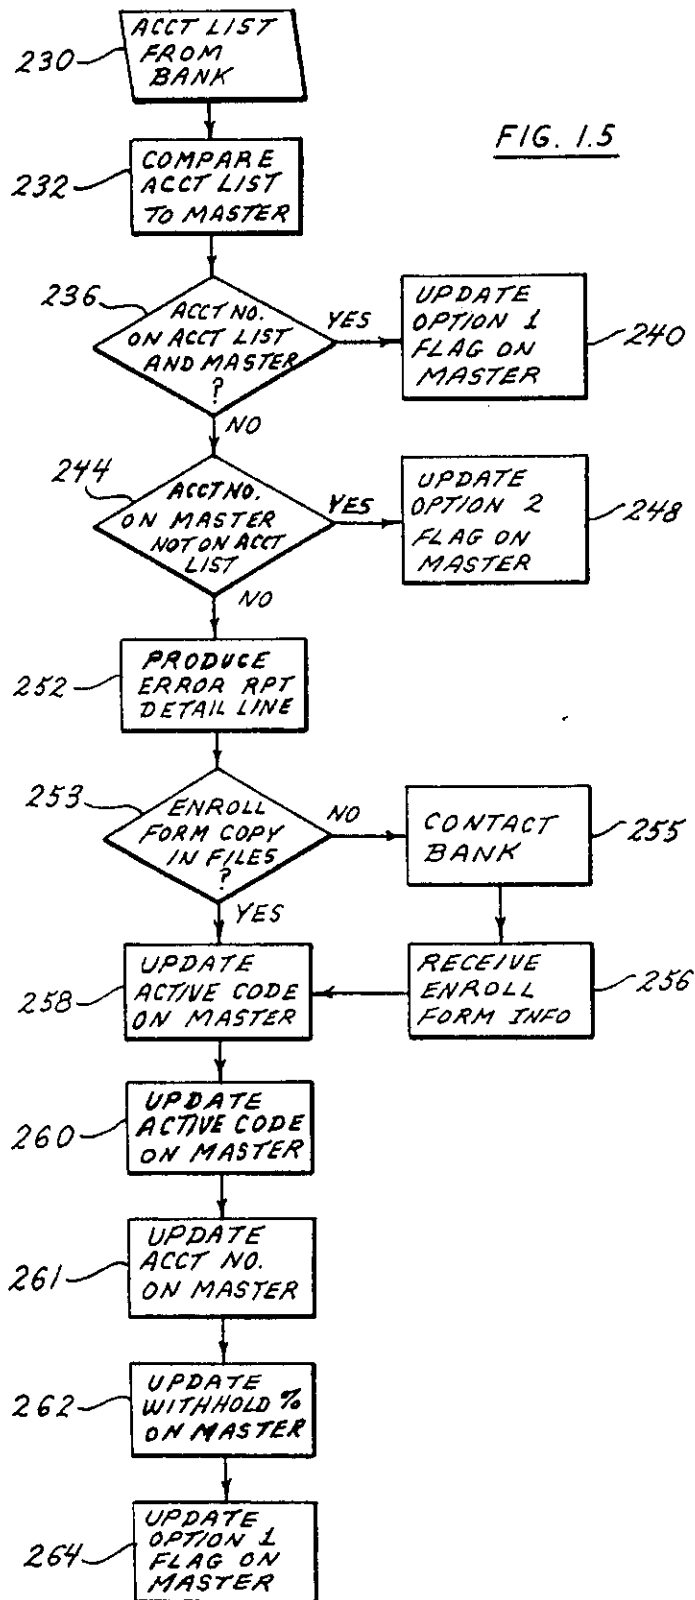 ACCT LIST
FROM
BANK
230
FIG. 1.5
COMPARE
ACCT LIST
TO MASTER
232
236
ACCT NO.
ON ACCT LIST
AND MASTER
?
YES
UPDATE
OPTION 1
FLAG ON
MASTER
240
NO
244
ACCT NO.
ON MASTER
NOT ON ACCT
LIST
YES
UPDATE
OPTION 2
FLAG ON
MASTER
248
NO
PRODUCE
ERROR RPT
DETAIL LINE
252
253
ENROLL
FORM COPY
IN FILES
?
NO
CONTACT
BANK
255
YES
UPDATE
ACTIVE CODE
ON MASTER
258
RECEIVE
ENROLL
FORM INFO
256
UPDATE
ACTIVE CODE
ON MASTER
260
UPDATE
ACCT NO.
ON MASTER
261
UPDATE
WITHHOLD %
ON MASTER
262
UPDATE
OPTION 1
FLAG ON
MASTER
264